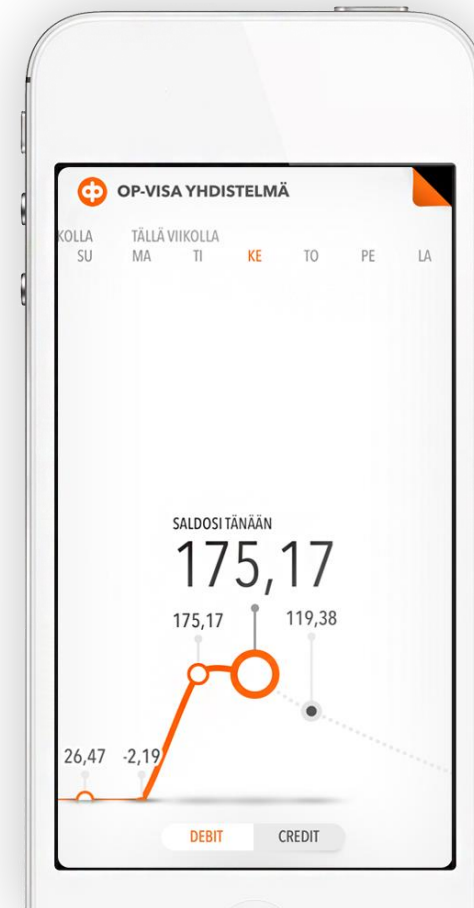 OP-VISA YHDISTELMÄ
KOLLA TÄLLÄ VIIKOLLA
SU MA TI KE TO PE LA
SALDOSI TÄNÄÄN
175,17
175,17 119,38
26,47 -2,19
DEBIT CREDIT